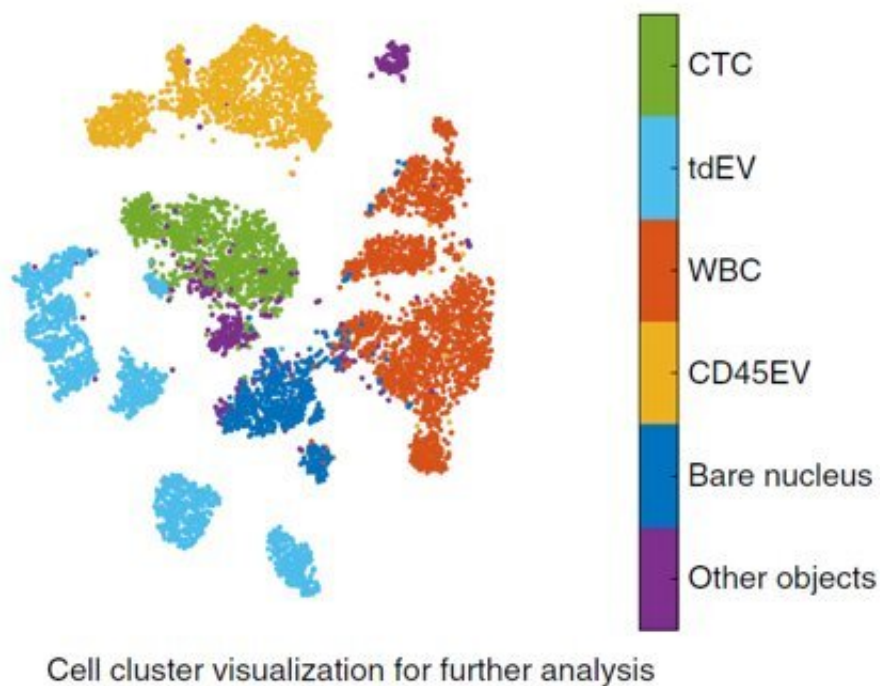 CTC
tdEV
WBC
CD45EV
Bare nucleus
Other objects
Cell cluster visualization for further analysis